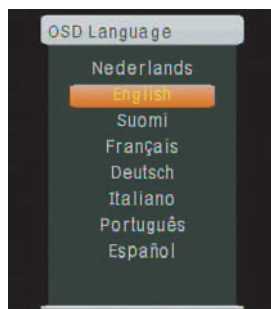 OSD Language
Nederlands
English
Suomi
Français
Deutsch
Italiano
Português
Español